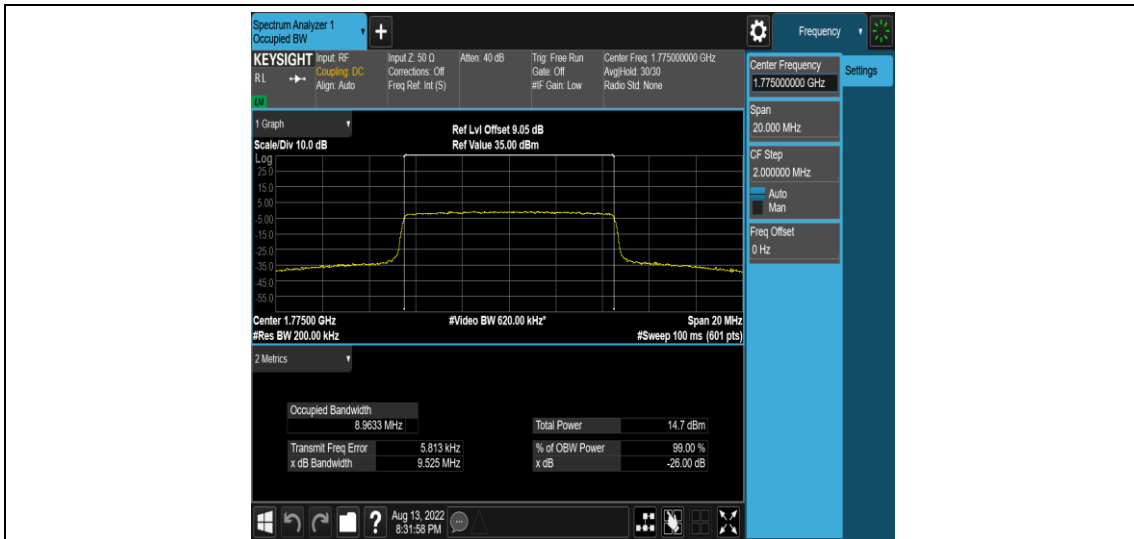 Spectrum Analyzer 1
Occupied BW
+
Frequency
KEYSIGHT
RL
LXI
Input: RF
Coupling: DC
Align: Auto
Input Z: 50 Ω
Corrections: Off
Freq Ref: Int (S)
Atten: 40 dB
Trig: Free Run
Gate: Off
#IF Gain: Low
Center Freq: 1.775000000 GHz
Avg|Hold: 30/30
Radio Std: None
Center Frequency
1.775000000 GHz
Settings
Span
20.000 MHz
CF Step
2.000000 MHz
Auto
Man
Freq Offset
0 Hz
1 Graph
Scale/Div 10.0 dB
Ref Lvl Offset 9.05 dB
Ref Value 35.00 dBm
Log
25.0
15.0
5.00
-5.00
-15.0
-25.0
-35.0
-45.0
-55.0
Center 1.77500 GHz
#Video BW 620.00 kHz*
Span 20 MHz
#Res BW 200.00 kHz
#Sweep 100 ms (601 pts)
2 Metrics
Occupied Bandwidth
8.9633 MHz
Total Power 14.7 dBm
Transmit Freq Error 5.813 kHz
% of OBW Power 99.00 %
x dB Bandwidth 9.525 MHz
x dB -26.00 dB
?
Aug 13, 2022
8:31:58 PM